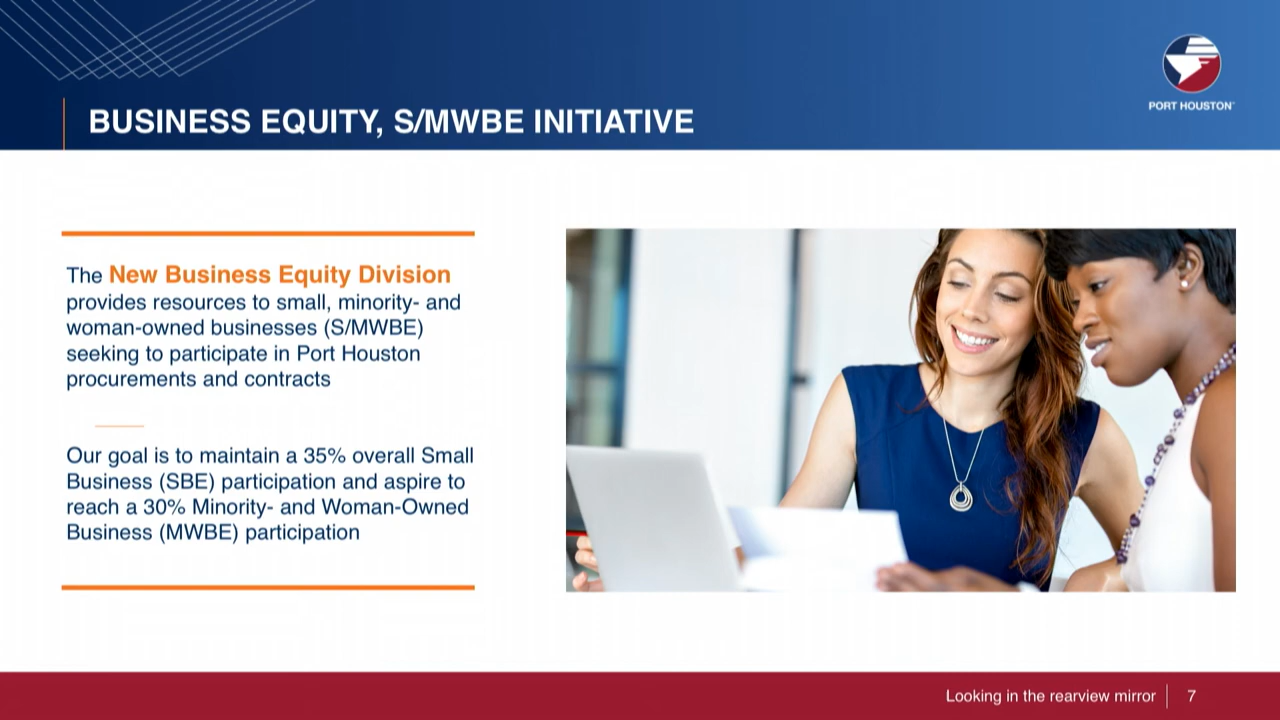 PORT HOUSTON
BUSINESS EQUITY, S/MWBE INITIATIVE
The New Business Equity Division
provides resources to small, minority- and
woman-owned businesses (S/MWBE)
seeking to participate in Port Houston
procurements and contracts
Our goal is to maintain a 35% overall Small
Business (SBE) participation and aspire to
reach a 30% Minority- and Woman-Owned
Business (MWBE) participation
Looking in the rearview mirror
7